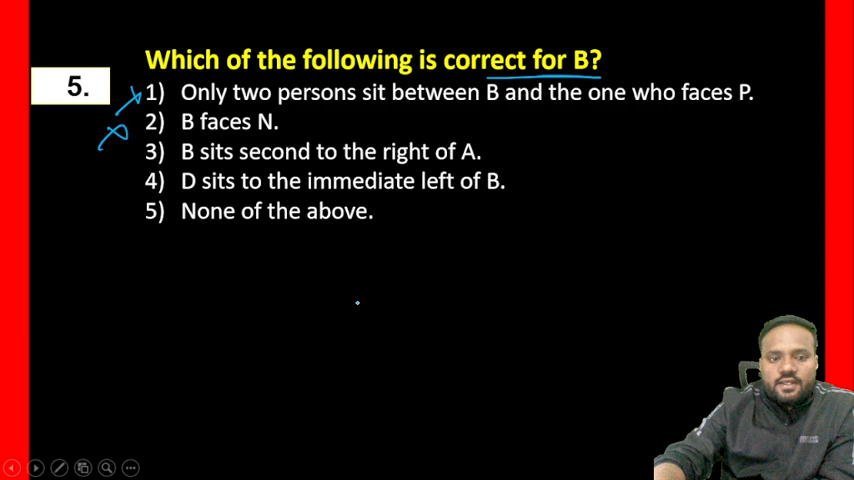 Which of the following is correct for B?
5.
1) Only two persons sit between B and the one who faces P.
2) B faces N.
3) B sits second to the right of A.
4) D sits to the immediate left of B.
5) None of the above.